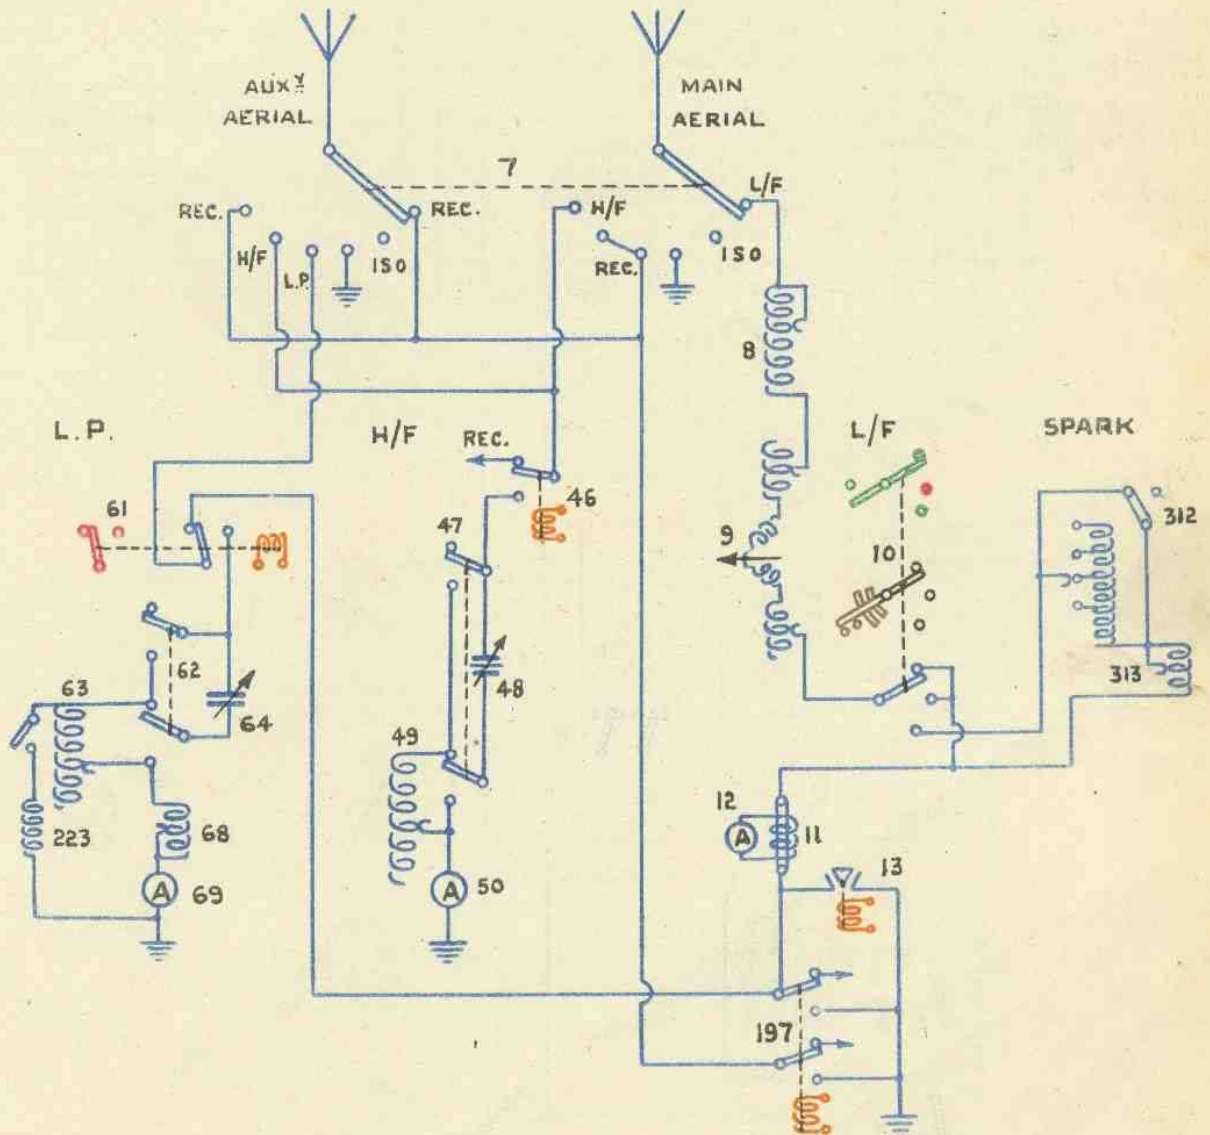 AUXY AERIAL
MAIN AERIAL
7
L/F
REC.
REC.
H/F
H/F
L.P.
ISO
REC.
ISO
8
L.P.
H/F
REC.
L/F
SPARK
61
46
47
9
10
312
62
63
64
48
313
49
223
68
12
A
11
13
A
69
A
50
197